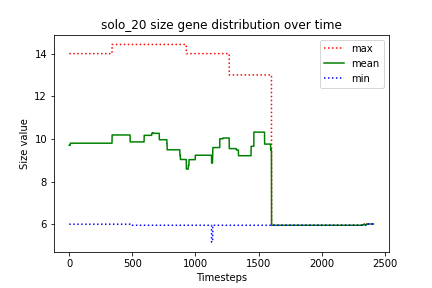 solo_20 size gene distribution over time
max
mean
min
Size value
14
12
10
8
6
0
500
1000
1500
2000
2500
Timesteps